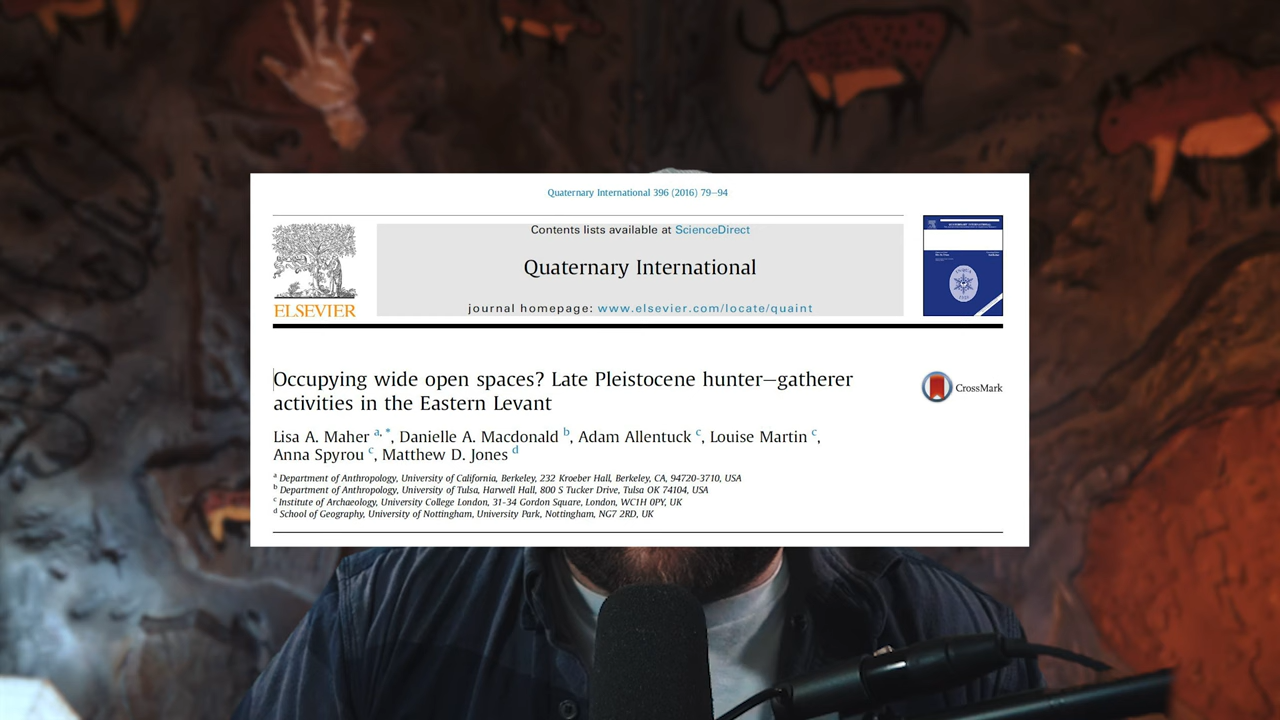 Quaternary International 396 (2016) 79–94
Contents lists available at ScienceDirect
Quaternary International
journal homepage: www.elsevier.com/locate/quaint
ELSEVIER
Occupying wide open spaces? Late Pleistocene hunter–gatherer
activities in the Eastern Levant
CrossMark
Lisa A. Maher a, *, Danielle A. Macdonald b, Adam Allentuck c, Louise Martin c,
Anna Spyrou c, Matthew D. Jones d
a Department of Anthropology, University of California, Berkeley, 232 Kroeber Hall, Berkeley, CA, 94720-3710, USA
b Department of Anthropology, University of Tulsa, Harwell Hall, 800 S Tucker Drive, Tulsa OK 74104, USA
c Institute of Archaeology, University College London, 31-34 Gordon Square, London, WC1H 0PY, UK
d School of Geography, University of Nottingham, University Park, Nottingham, NG7 2RD, UK